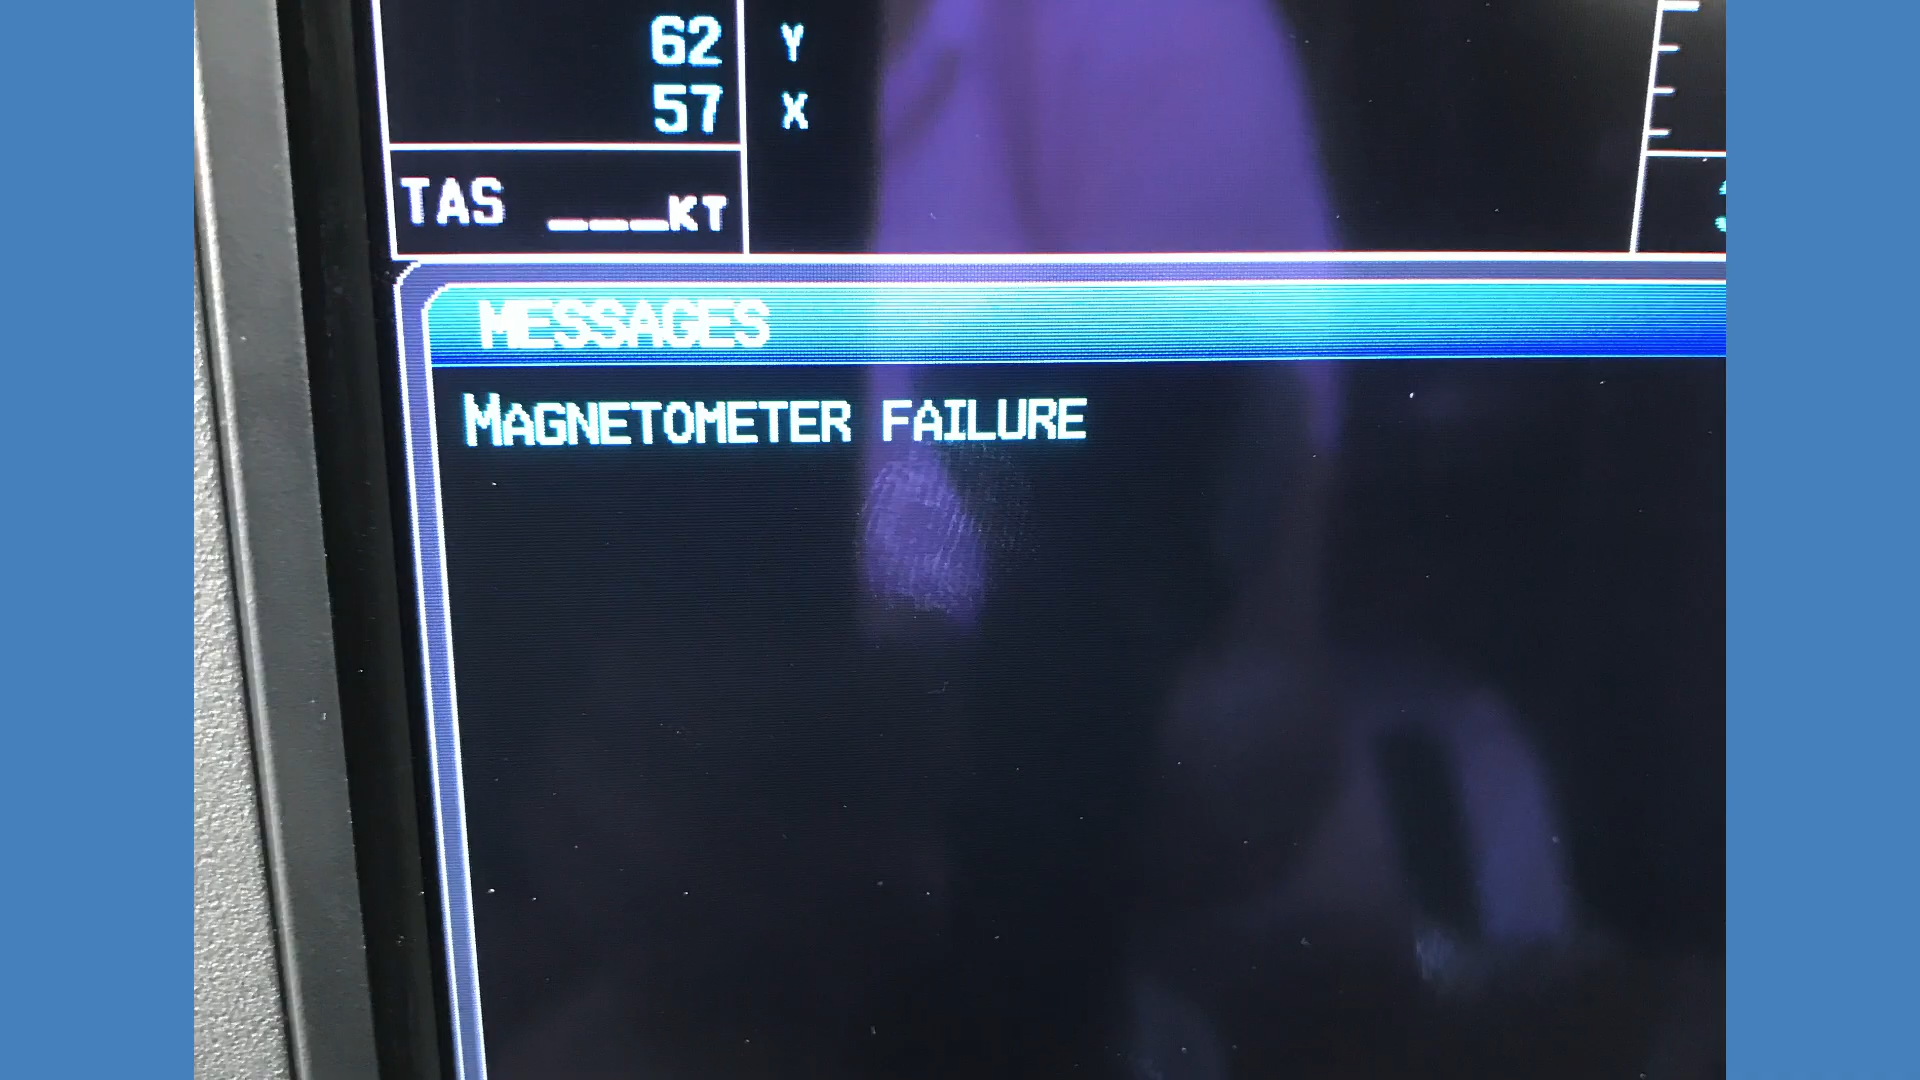 62 Y
57 X
TAS ___KT
MESSAGES
MAGNETOMETER FAILURE